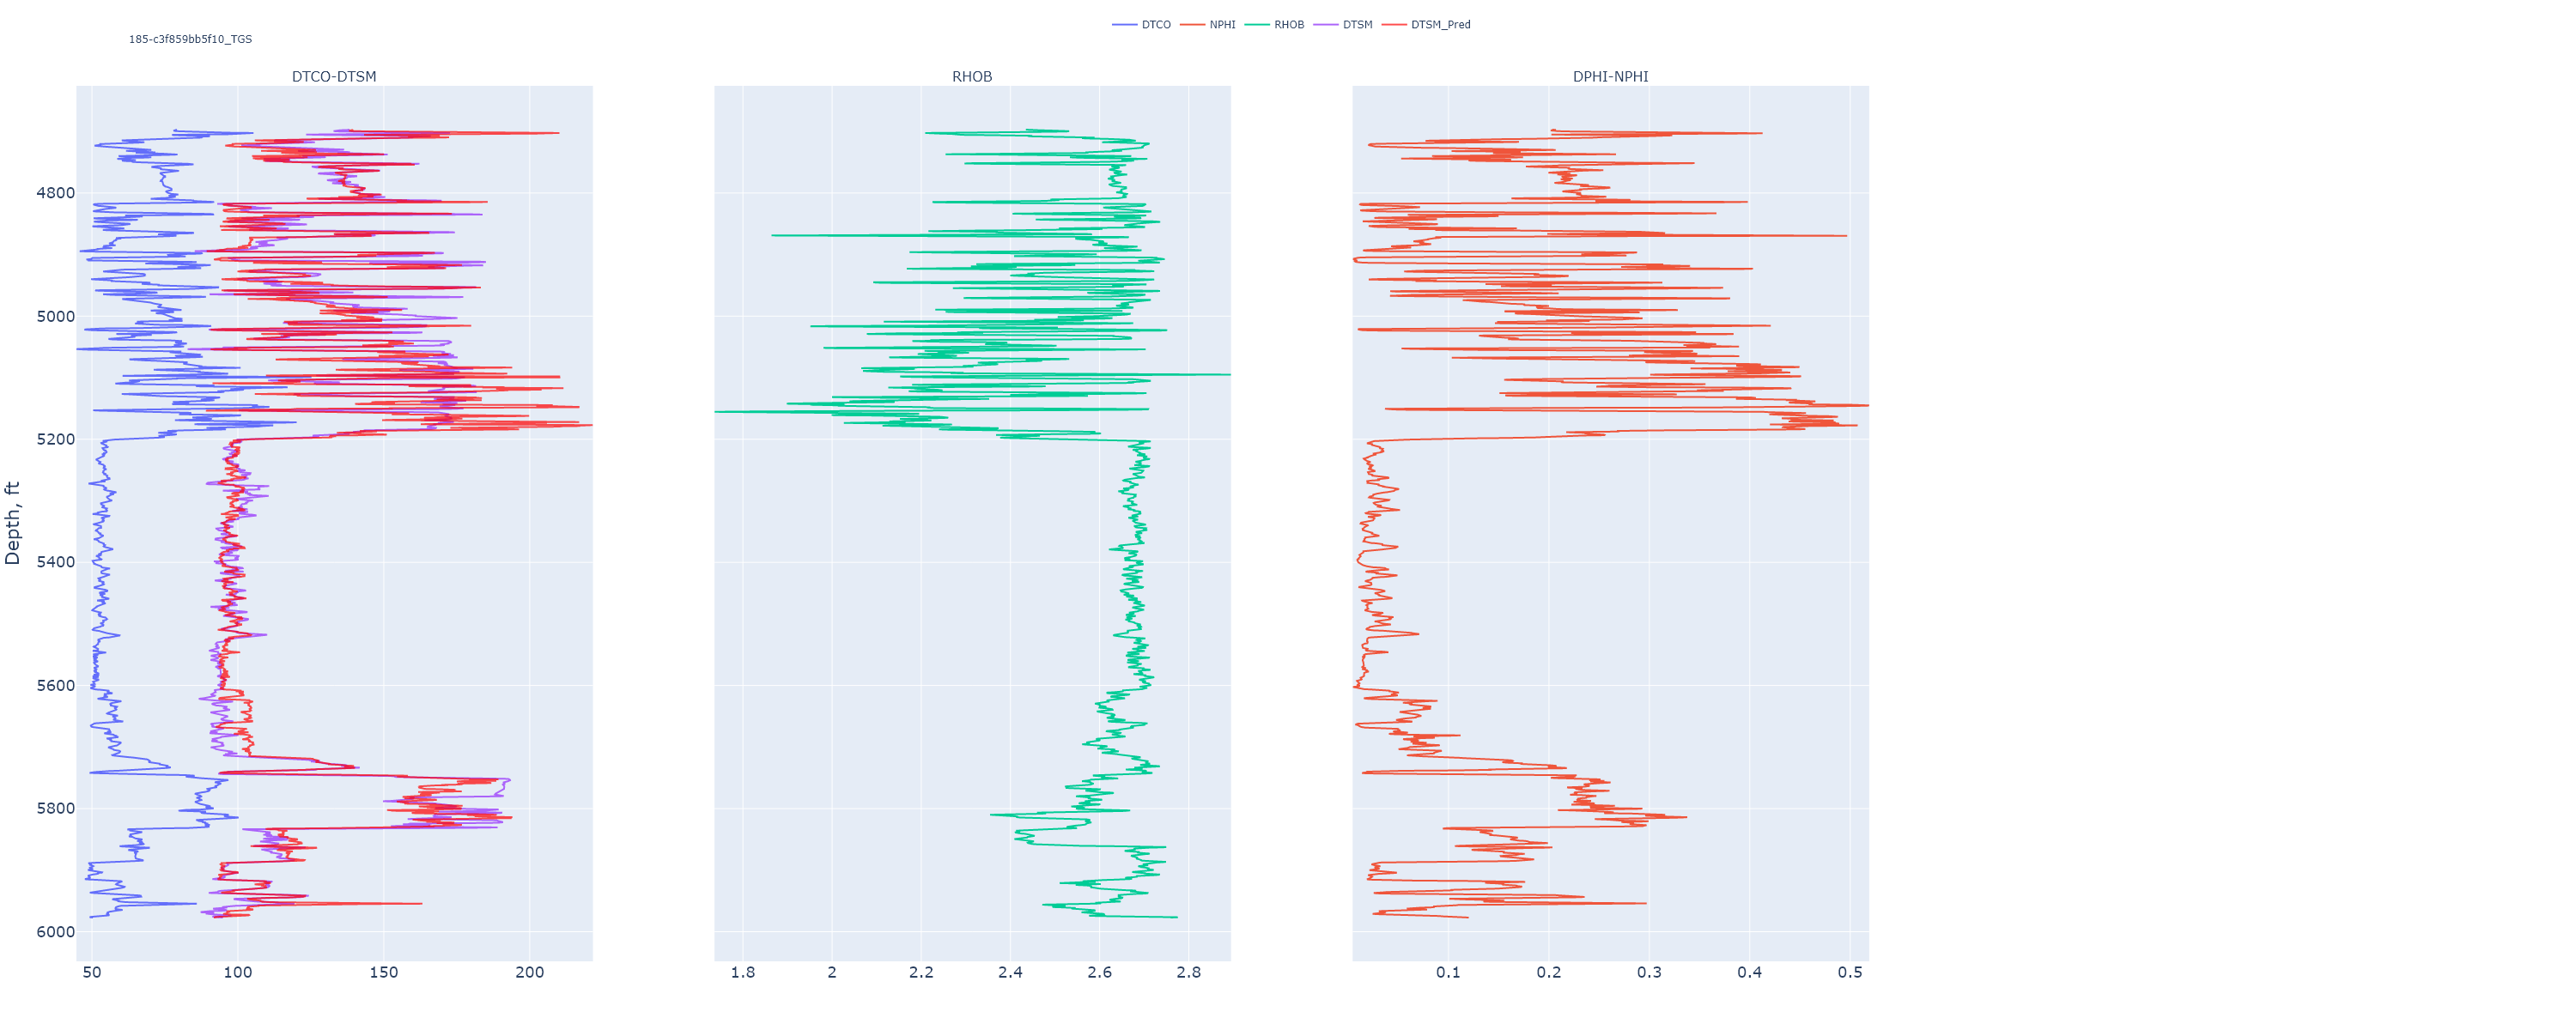 DTCO NPHI RHOB DTSM DTSM_Pred
185-c3f859bb5f10_TGS
DTCO-DTSM RHOB DPHI-NPHI
Depth, ft
4800
5000
5200
5400
5600
5800
6000
50 100 150 200
1.8 2 2.2 2.4 2.6 2.8
0.1 0.2 0.3 0.4 0.5